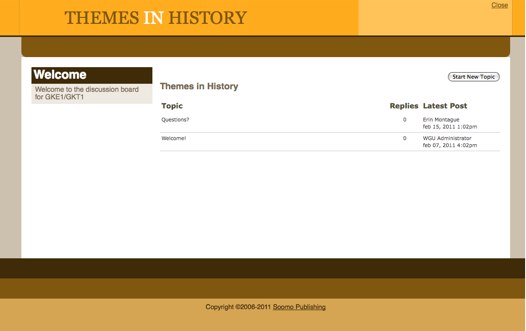 Close
THEMES IN HISTORY
Welcome
Welcome to the discussion board
for GKE1/GKT1
Start New Topic
Themes in History
Topic Replies Latest Post
Questions? 0 Erin Montague
feb 15, 2011 1:02pm
Welcome! 0 WGU Administrator
feb 07, 2011 4:02pm
Copyright ©2008-2011 Soomo Publishing